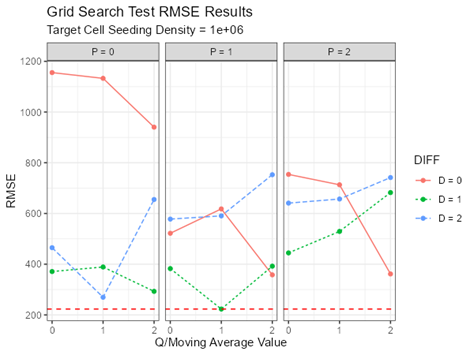 Grid Search Test RMSE Results
Target Cell Seeding Density = 1e+06
P = 0 P = 1 P = 2
1200
1000
800
600
400
200
RMSE
0 1 2 0 1 2 0 1 2
Q/Moving Average Value
DIFF
D = 0
D = 1
D = 2